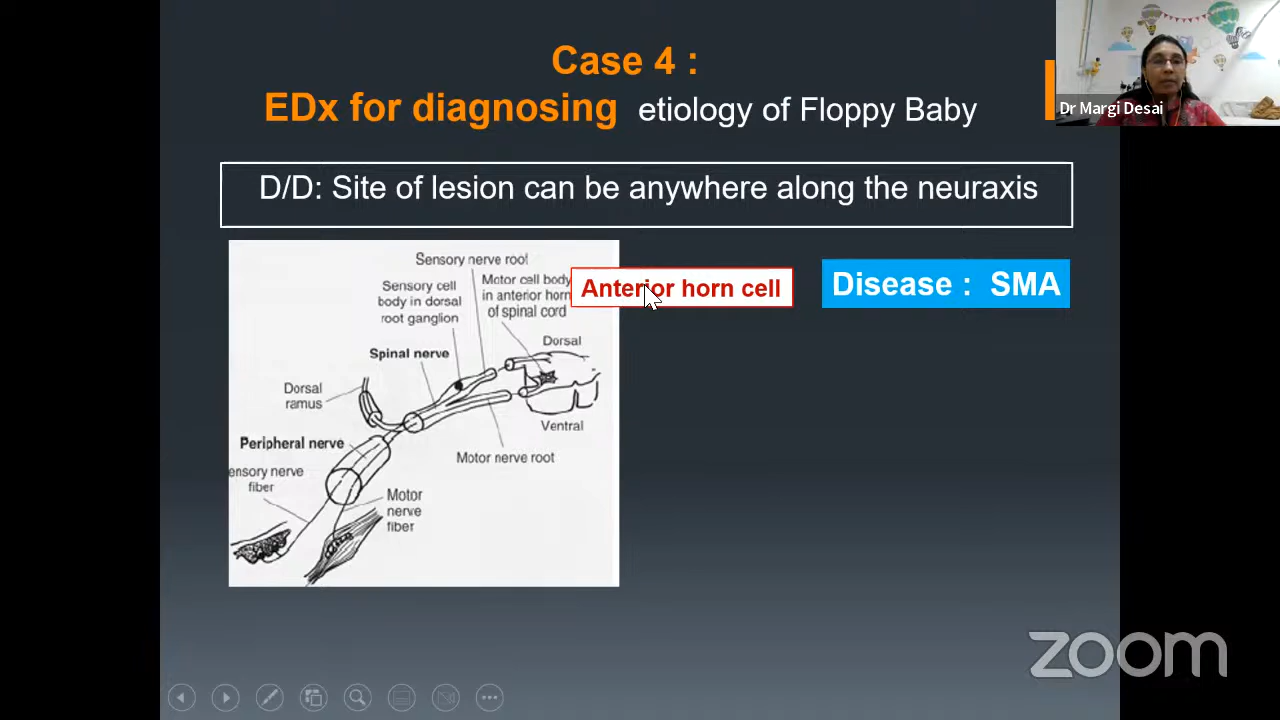 Case 4 :
EDx for diagnosing etiology of Floppy Baby
Dr Margi Desai
D/D: Site of lesion can be anywhere along the neuraxis
Sensory nerve root
Sensory cell
body in dorsal
root ganglion
Motor cell body
in anterior horn
of spinal cord
Anterior horn cell
Disease : SMA
Dorsal
Spinal nerve
Dorsal
ramus
Ventral
Peripheral nerve
Motor nerve root
ensory nerve
fiber
Motor
nerve
fiber
zoom